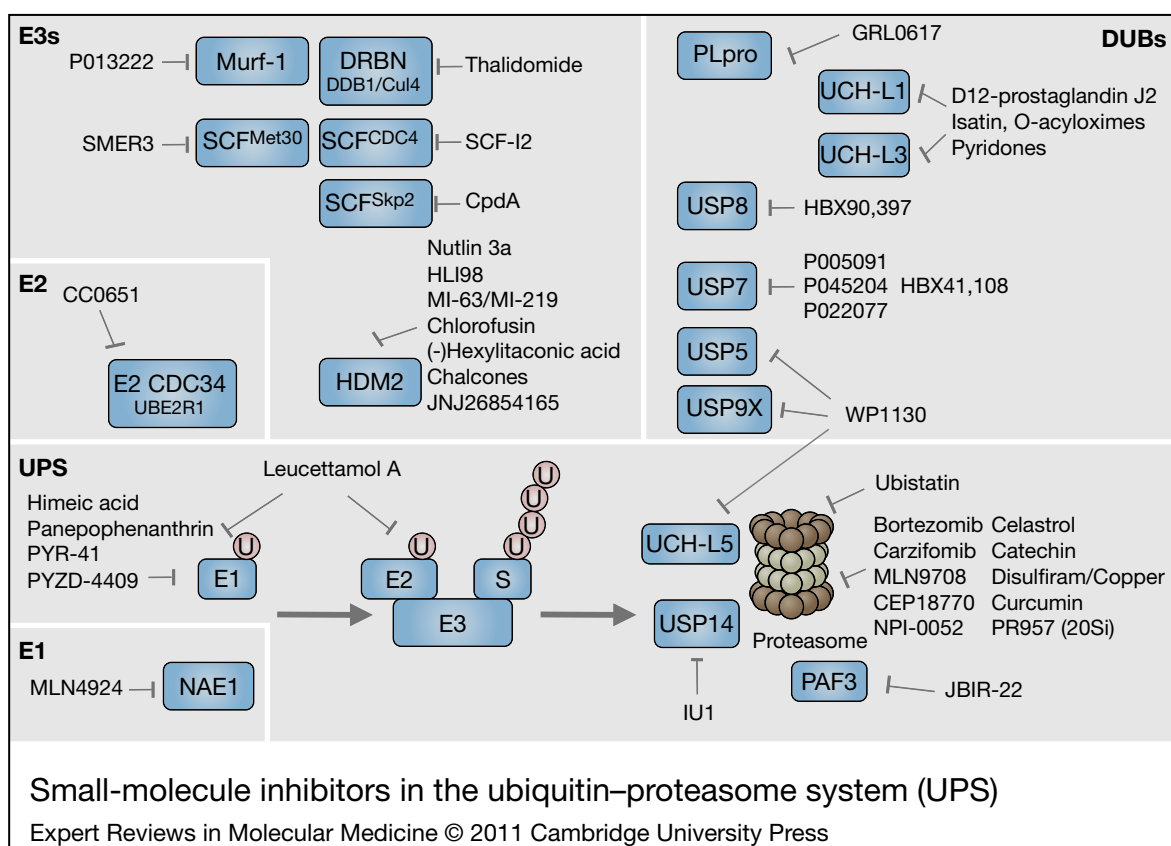 E3s
P013222
Murf-1
DRBN
DDB1/Cul4
Thalidomide
SMER3
SCFMet30
SCFCDC4
SCF-I2
SCFSkp2
CpdA
Nutlin 3a
HLI98
MI-63/MI-219
Chlorofusin
(-)Hexylitaconic acid
Chalcones
JNJ26854165
HDM2
E2
CC0651
E2 CDC34
UBE2R1
DUBs
PLpro
GRL0617
UCH-L1
UCH-L3
D12-prostaglandin J2
Isatin, O-acyloximes
Pyridones
USP8
HBX90,397
USP7
P005091
P045204 HBX41,108
P022077
USP5
USP9X
WP1130
UPS
Leucettamol A
Himeic acid
Panepophenanthrin
PYR-41
PYZD-4409
U
E1
U
E2
U
U
U
U
S
E3
UCH-L5
USP14
IU1
Ubistatin
Bortezomib Celastrol
Carzifomib Catechin
MLN9708 Disulfiram/Copper
CEP18770 Curcumin
NPI-0052 PR957 (20Si)
Proteasome
PAF3
JBIR-22
E1
MLN4924
NAE1
Small-molecule inhibitors in the ubiquitin–proteasome system (UPS)
Expert Reviews in Molecular Medicine © 2011 Cambridge University Press